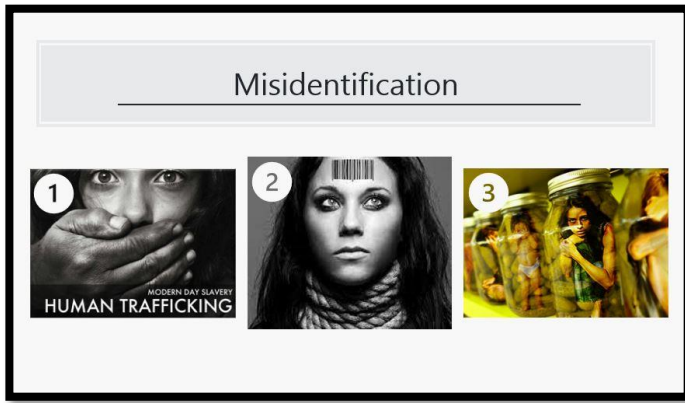 Misidentification
1
MODERN DAY SLAVERY
HUMAN TRAFFICKING
2
3